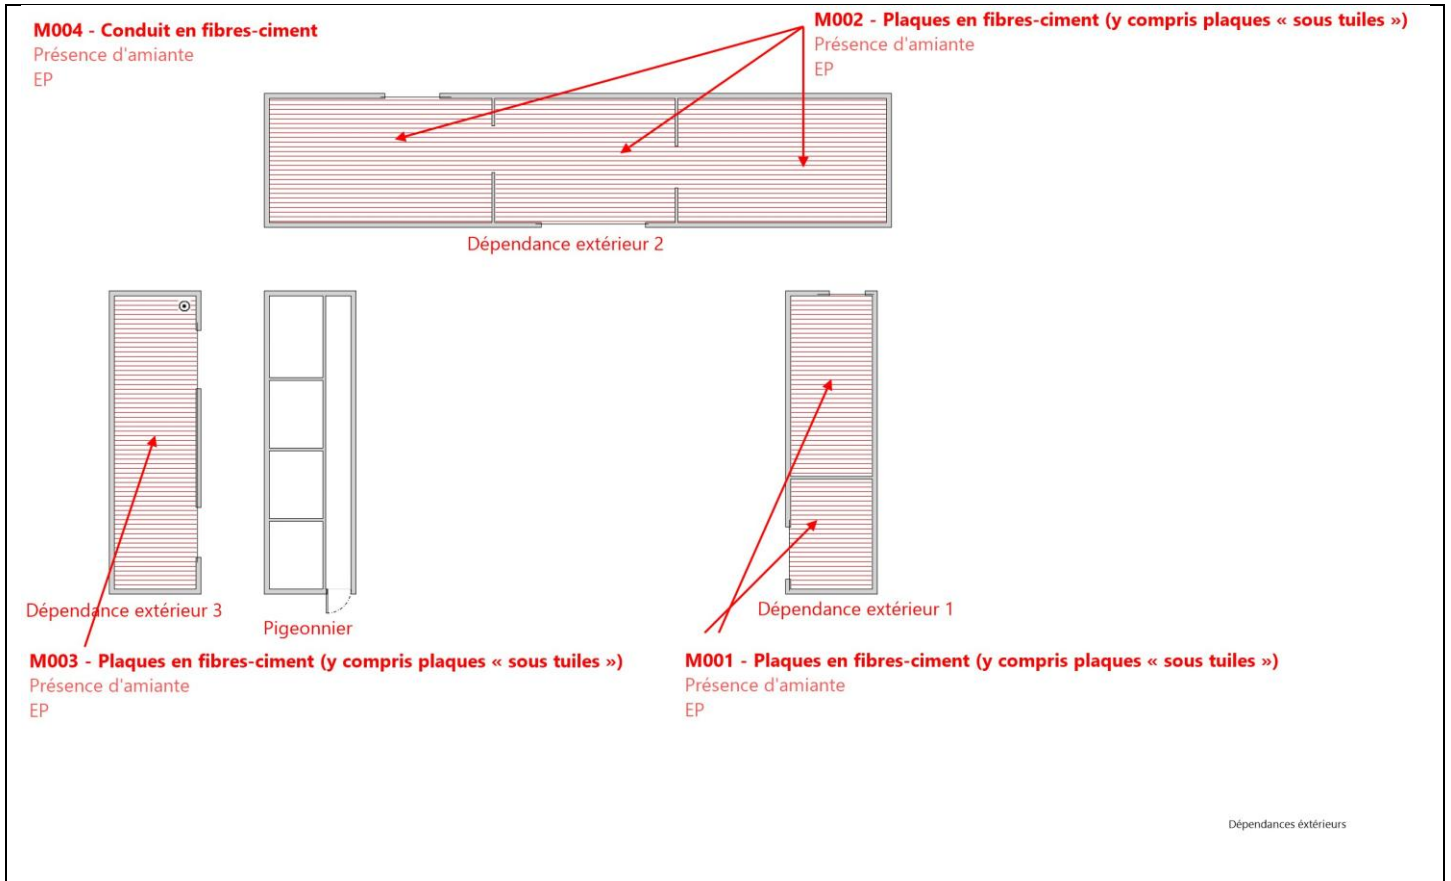 M004 - Conduit en fibres-ciment
Présence d'amiante
EP
M002 - Plaques en fibres-ciment (y compris plaques « sous tuiles »)
Présence d'amiante
EP
Dépendance extérieur 2
Dépendance extérieur 3
Pigeonnier
Dépendance extérieur 1
M003 - Plaques en fibres-ciment (y compris plaques « sous tuiles »)
Présence d'amiante
EP
M001 - Plaques en fibres-ciment (y compris plaques « sous tuiles »)
Présence d'amiante
EP
Dépendances éxtérieurs